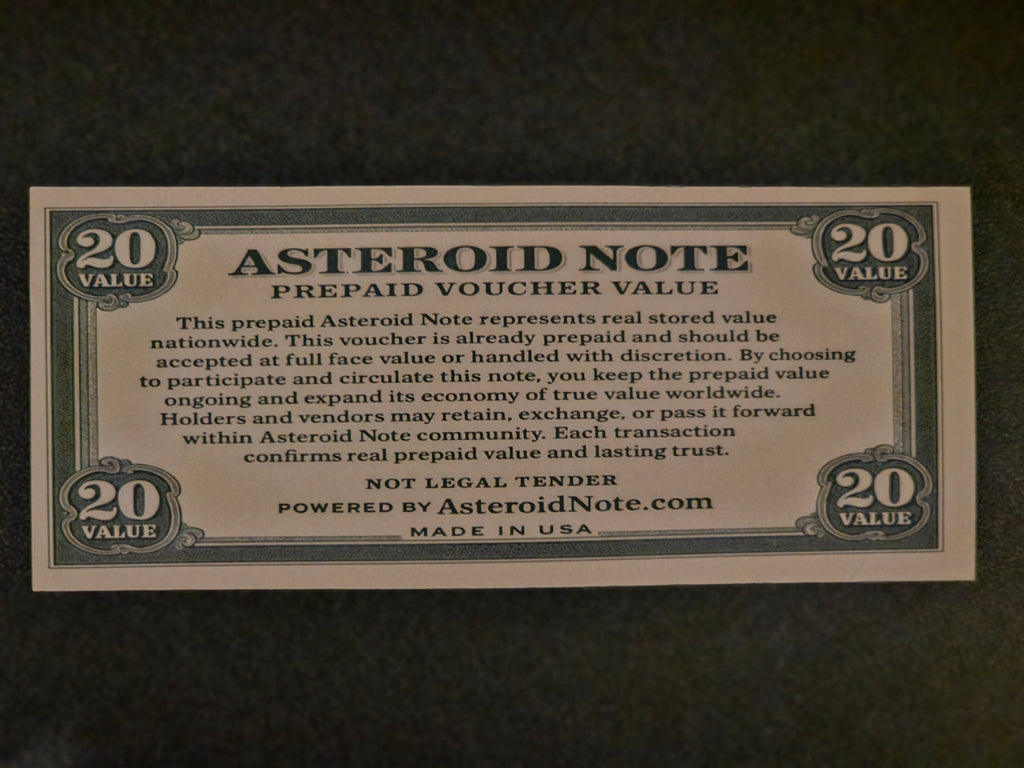 20 VALUE
20 VALUE
ASTEROID NOTE
PREPAID VOUCHER VALUE
This prepaid Asteroid Note represents real stored value
nationwide. This voucher is already prepaid and should be
accepted at full face value or handled with discretion. By choosing
to participate and circulate this note, you keep the prepaid value
ongoing and expand its economy of true value worldwide.
Holders and vendors may retain, exchange, or pass it forward
within Asteroid Note community. Each transaction
confirms real prepaid value and lasting trust.
NOT LEGAL TENDER
POWERED BY AsteroidNote.com
MADE IN USA
20 VALUE
20 VALUE